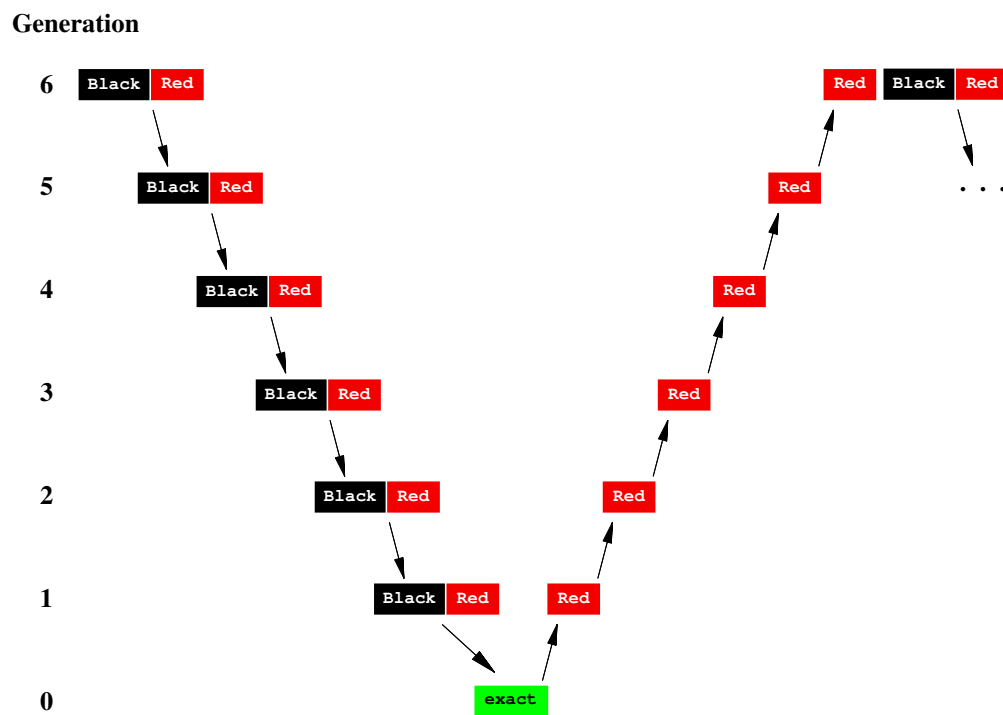 Generation
6 Black Red Red Black Red
5 Black Red Red . . .
4 Black Red Red
3 Black Red Red
2 Black Red Red
1 Black Red Red
0 exact